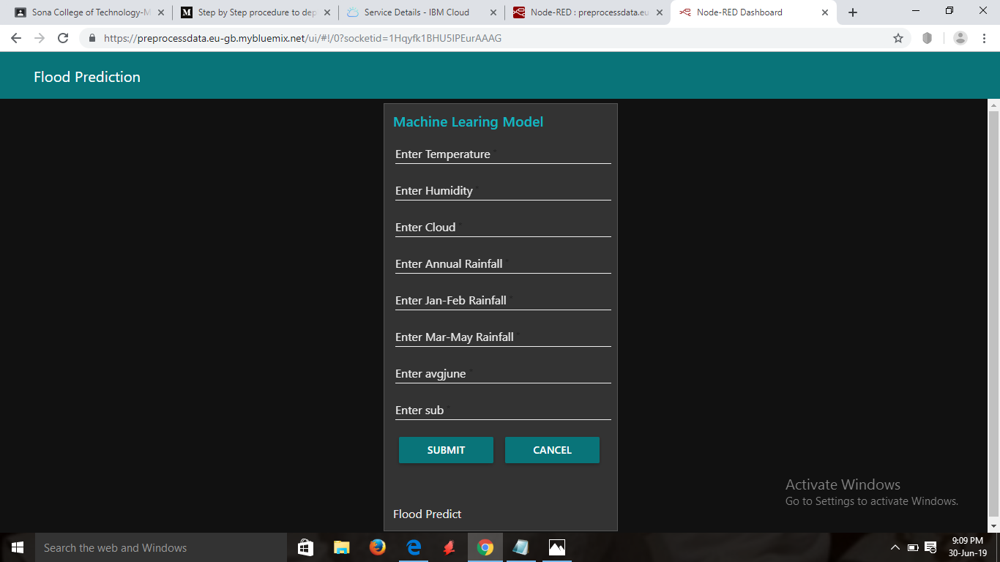 Sona College of Technology-M
Step by Step procedure to dep
Service Details - IBM Cloud
Node-RED : preprocessdata.eu
Node-RED Dashboard
https://preprocessdata.eu-gb.mybluemix.net/ui/#!/0?socketid=1Hqyfk1BHU5IPEurAAAG
Flood Prediction
Machine Learing Model
Enter Temperature *
Enter Humidity *
Enter Cloud *
Enter Annual Rainfall *
Enter Jan-Feb Rainfall *
Enter Mar-May Rainfall *
Enter avgjune *
Enter sub *
SUBMIT CANCEL
Activate Windows
Go to Settings to activate Windows.
Flood Predict
Search the web and Windows
9:09 PM
30-Jun-19